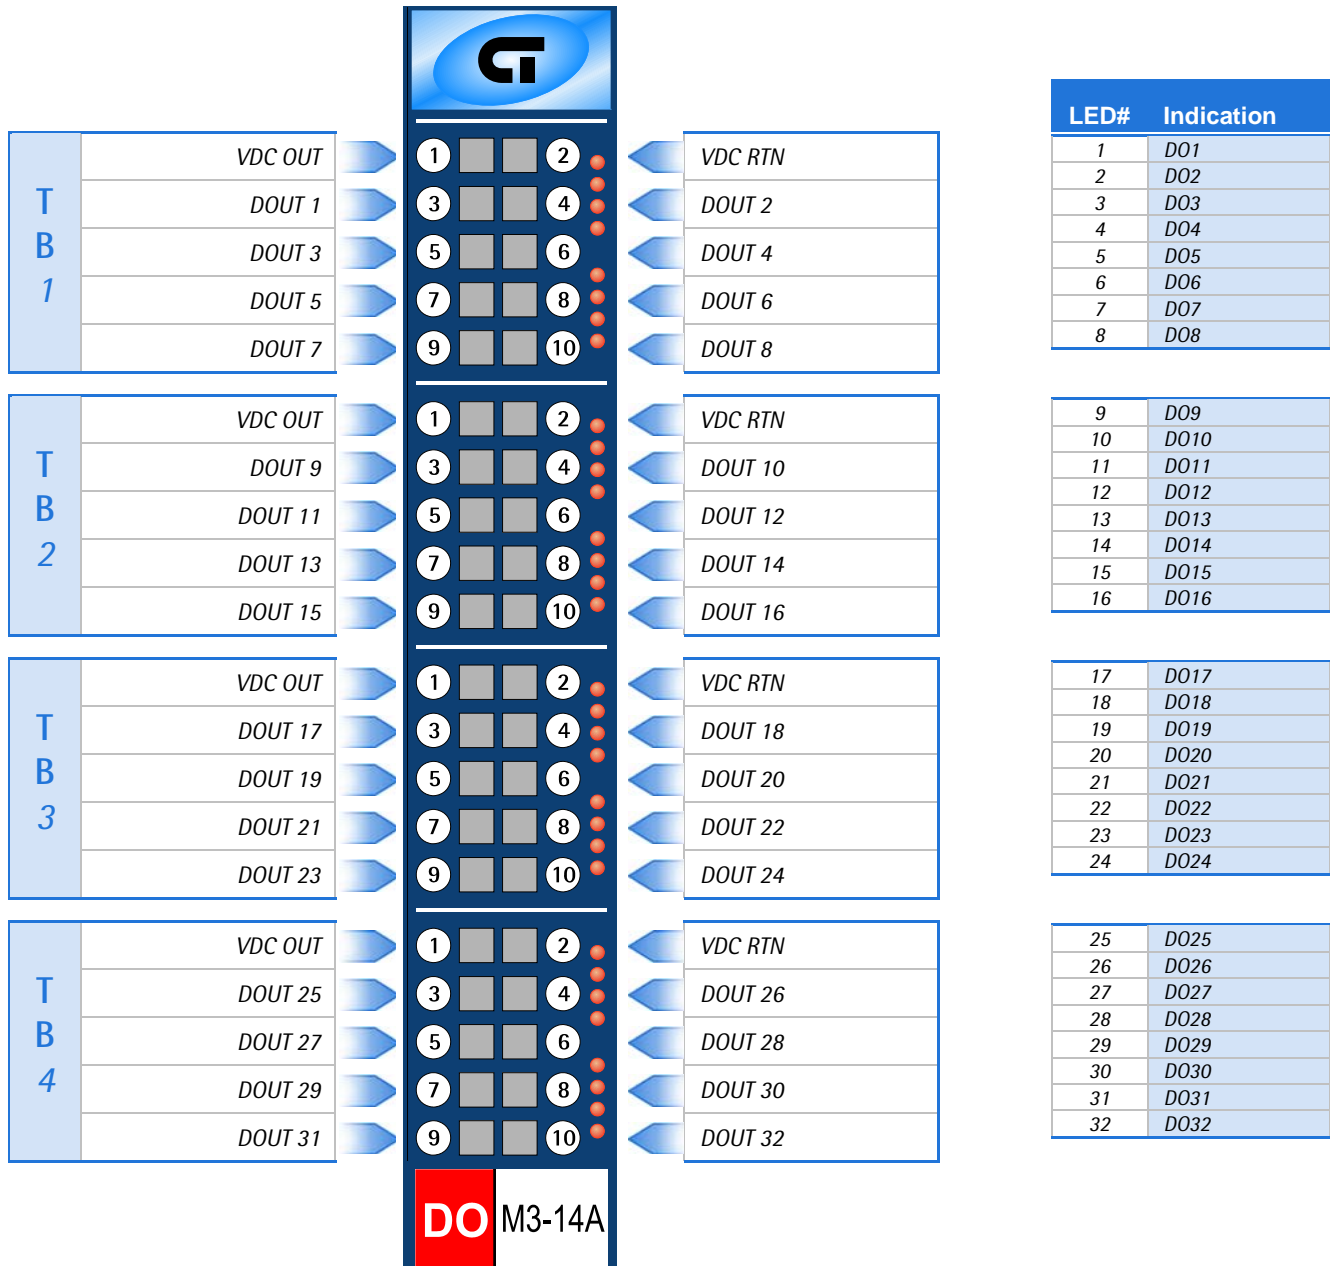 CT
LED# Indication
T
B
1
VDC OUT 1 2 VDC RTN
DOUT 1 3 4 DOUT 2
DOUT 3 5 6 DOUT 4
DOUT 5 7 8 DOUT 6
DOUT 7 9 10 DOUT 8
1 DO1
2 DO2
3 DO3
4 DO4
5 DO5
6 DO6
7 DO7
8 DO8
T
B
2
VDC OUT 1 2 VDC RTN
DOUT 9 3 4 DOUT 10
DOUT 11 5 6 DOUT 12
DOUT 13 7 8 DOUT 14
DOUT 15 9 10 DOUT 16
9 DO9
10 DO10
11 DO11
12 DO12
13 DO13
14 DO14
15 DO15
16 DO16
T
B
3
VDC OUT 1 2 VDC RTN
DOUT 17 3 4 DOUT 18
DOUT 19 5 6 DOUT 20
DOUT 21 7 8 DOUT 22
DOUT 23 9 10 DOUT 24
17 DO17
18 DO18
19 DO19
20 DO20
21 DO21
22 DO22
23 DO23
24 DO24
T
B
4
VDC OUT 1 2 VDC RTN
DOUT 25 3 4 DOUT 26
DOUT 27 5 6 DOUT 28
DOUT 29 7 8 DOUT 30
DOUT 31 9 10 DOUT 32
25 DO25
26 DO26
27 DO27
28 DO28
29 DO29
30 DO30
31 DO31
32 DO32
DO M3-14A